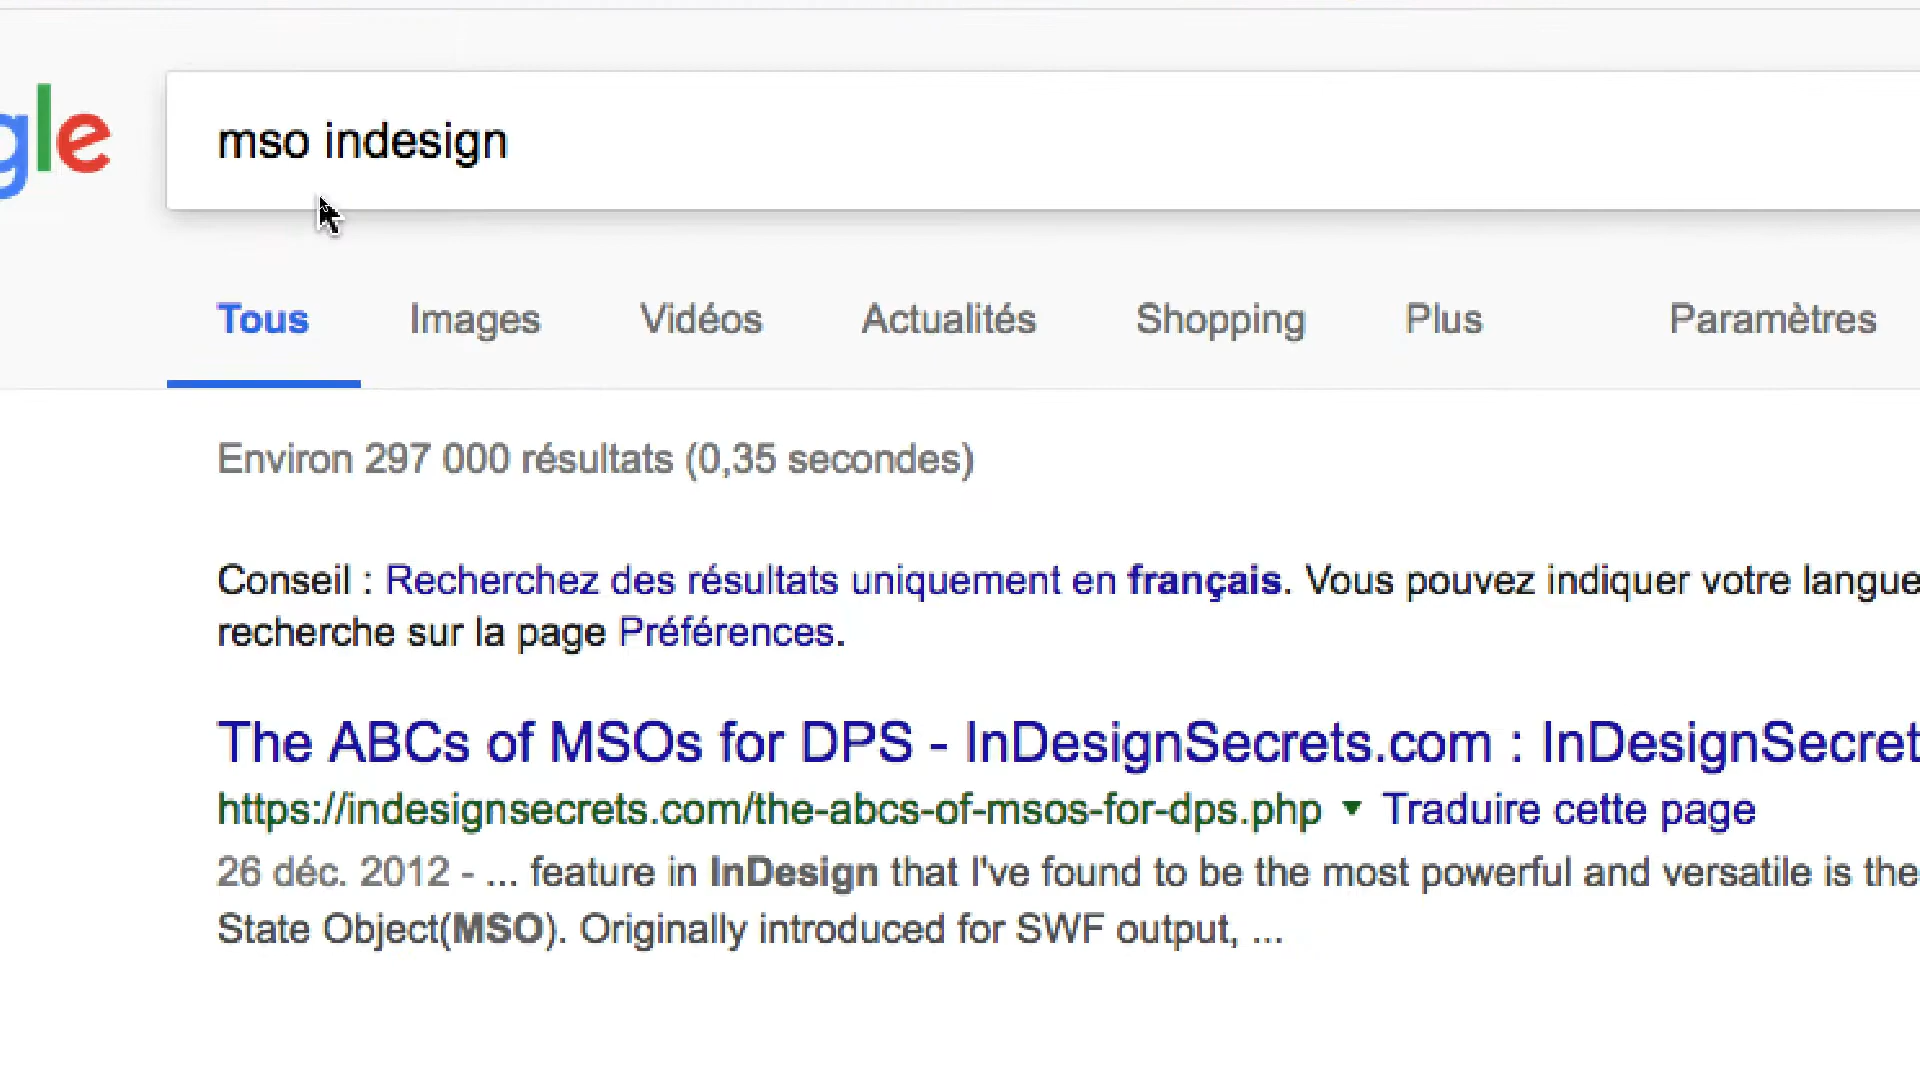 gle
mso indesign
Tous Images Vidéos Actualités Shopping Plus Paramètres
Environ 297 000 résultats (0,35 secondes)
Conseil : Recherchez des résultats uniquement en français. Vous pouvez indiquer votre langue
recherche sur la page Préférences.
The ABCs of MSOs for DPS - InDesignSecrets.com : InDesignSecret
https://indesignsecrets.com/the-abcs-of-msos-for-dps.php ▼ Traduire cette page
26 déc. 2012 - ... feature in InDesign that I've found to be the most powerful and versatile is the
State Object(MSO). Originally introduced for SWF output, ...